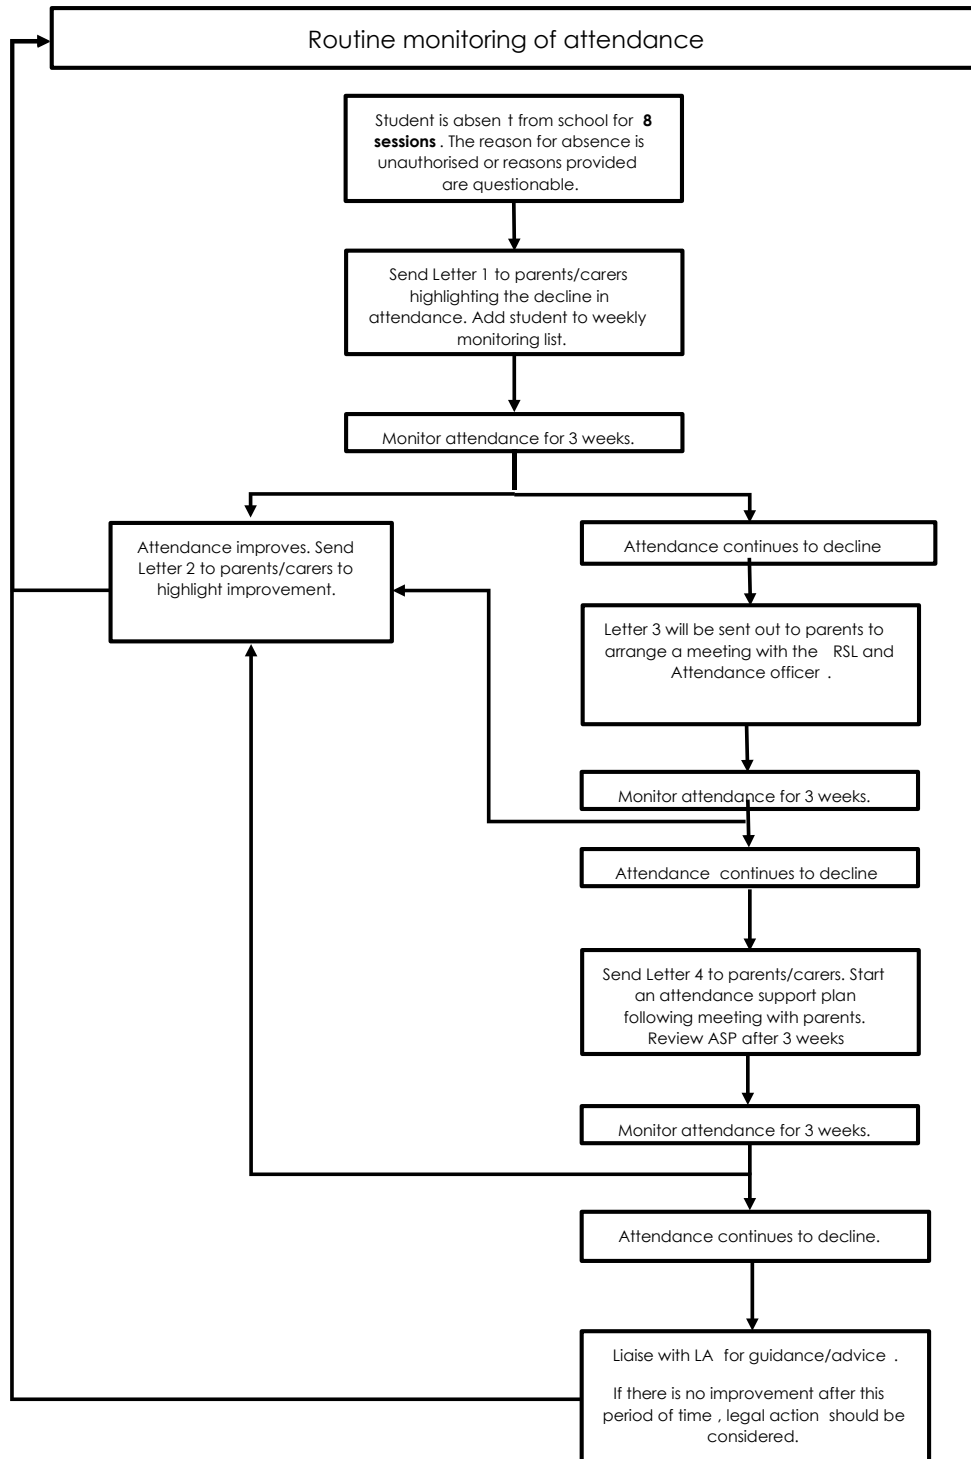 Routine monitoring of attendance
Student is absen t from school for 8
sessions . The reason for absence is
unauthorised or reasons provided
are questionable.
Send Letter 1 to parents/carers
highlighting the decline in
attendance. Add student to weekly
monitoring list.
Monitor attendance for 3 weeks.
Attendance improves. Send
Letter 2 to parents/carers to
highlight improvement.
Attendance continues to decline
Letter 3 will be sent out to parents to
arrange a meeting with the RSL and
Attendance officer .
Monitor attendance for 3 weeks.
Attendance continues to decline
Send Letter 4 to parents/carers. Start
an attendance support plan
following meeting with parents.
Review ASP after 3 weeks
Monitor attendance for 3 weeks.
Attendance continues to decline.
Liaise with LA for guidance/advice .
If there is no improvement after this
period of time , legal action should be
considered.